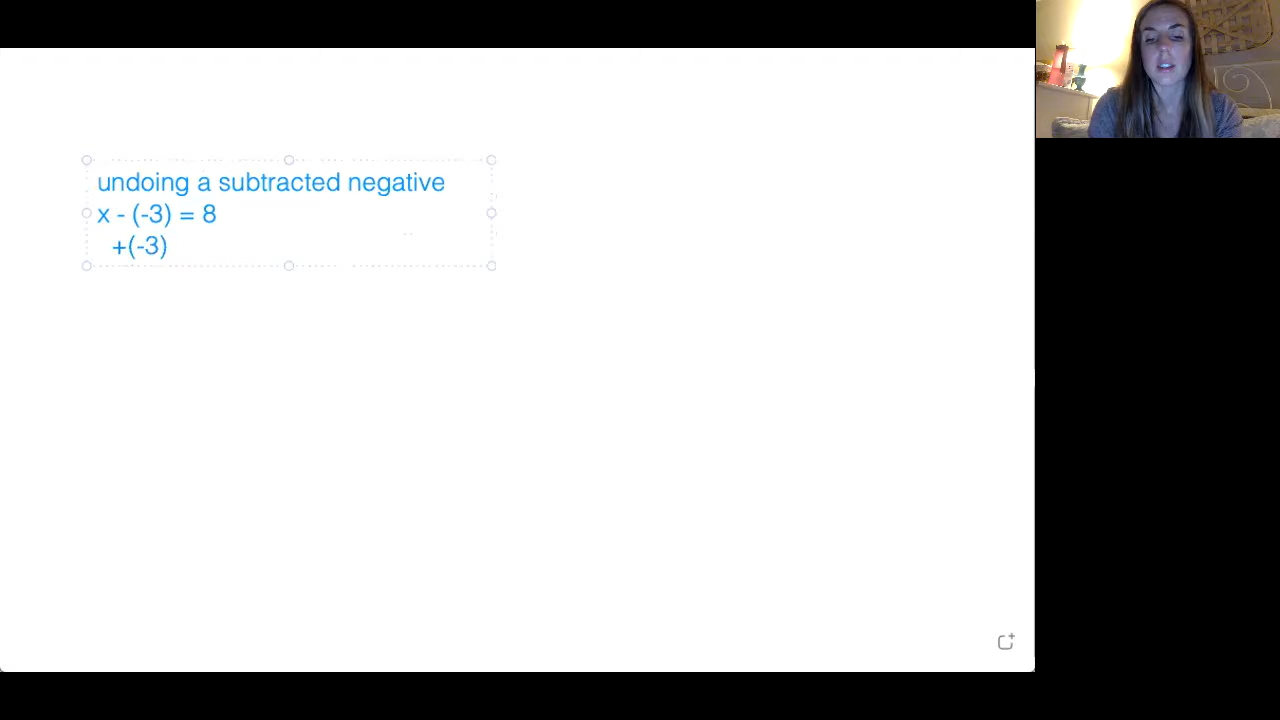 undoing a subtracted negative
x - (-3) = 8
+(-3)